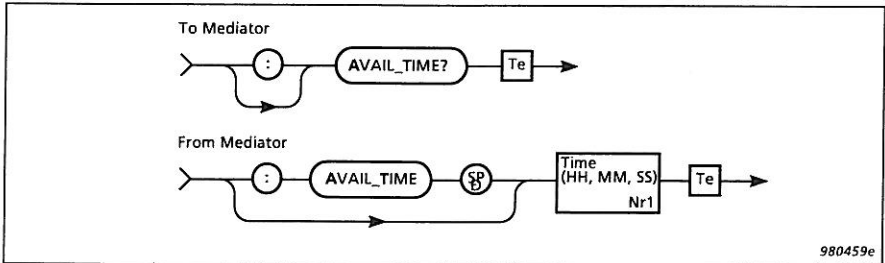 To Mediator
:
AVAIL_TIME?
Te
From Mediator
:
AVAIL_TIME
SP
D
Time
(HH, MM, SS)
Nr1
Te
980459e